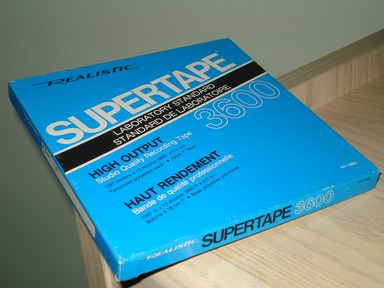 REALISTIC
SUPERTAPE
LABORATORY STANDARD
STANDARD DE LABORATOIRE
3600
HIGH OUTPUT
Studio Quality Recording Tape
HAUT RENDEMENT
Bande de qualité professionnelle
REALISTIC SUPERTAPE 3600